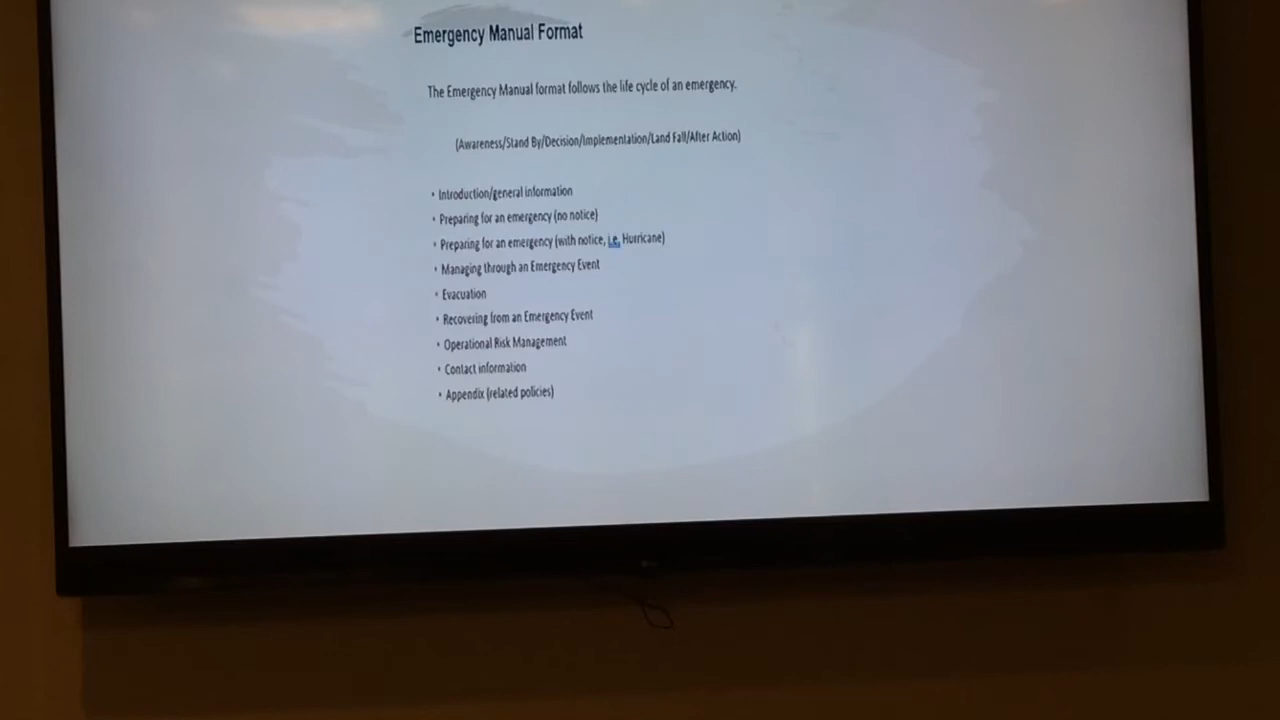 Emergency Manual Format
The Emergency Manual format follows the life cycle of an emergency.
(Awareness/Stand By/Decision/Implementation/Land Fall/After Action)
• Introduction/general information
• Preparing for an emergency (no notice)
• Preparing for an emergency (with notice, i.e. Hurricane)
• Managing through an Emergency Event
• Evacuation
• Recovering from an Emergency Event
• Operational Risk Management
• Contact information
• Appendix (related policies)